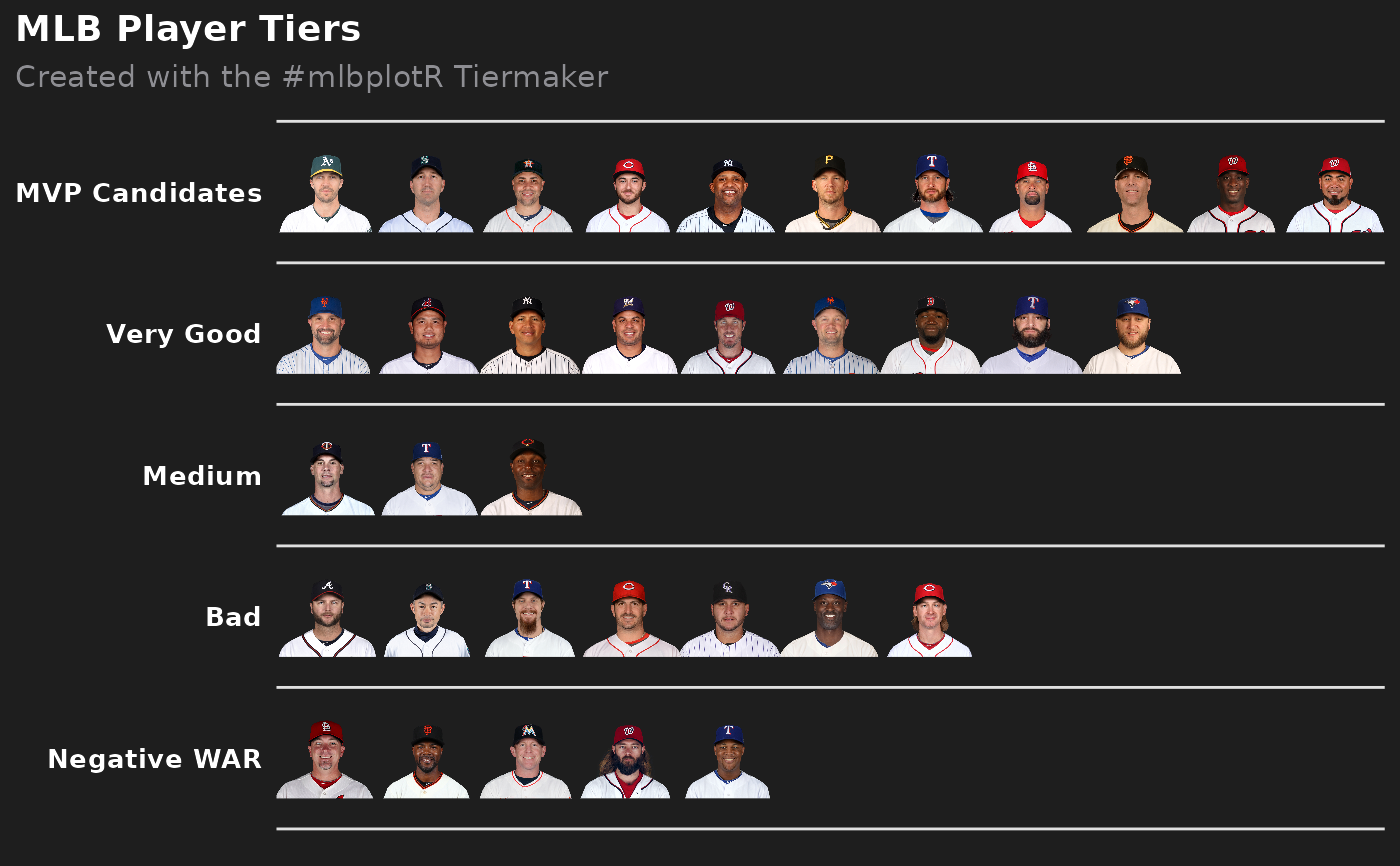 MLB Player Tiers
Created with the #mlbplotR Tiermaker
MVP Candidates
Very Good
Medium
Bad
Negative WAR